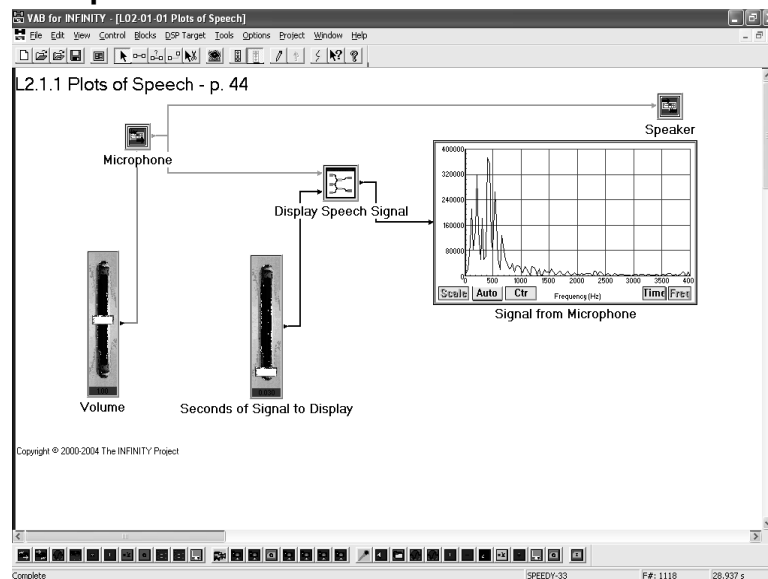 VAB for INFINITY - [L02-01-01 Plots of Speech]
File Edit View Control Blocks DSP Target Tools Options Project Window Help
L2.1.1 Plots of Speech - p. 44
Speaker
Microphone
Display Speech Signal
400000
320000
240000
160000
80000
0
0 500 1000 1500 2000 2500 3000 3500 400
Scale Auto Ctr Frequency (Hz) Time Freq
Signal from Microphone
1.00
Volume
Seconds of Signal to Display
Copyright © 2000-2004 The INFINITY Project
Complete SPEEDY-33 F#: 1118 28.937 s